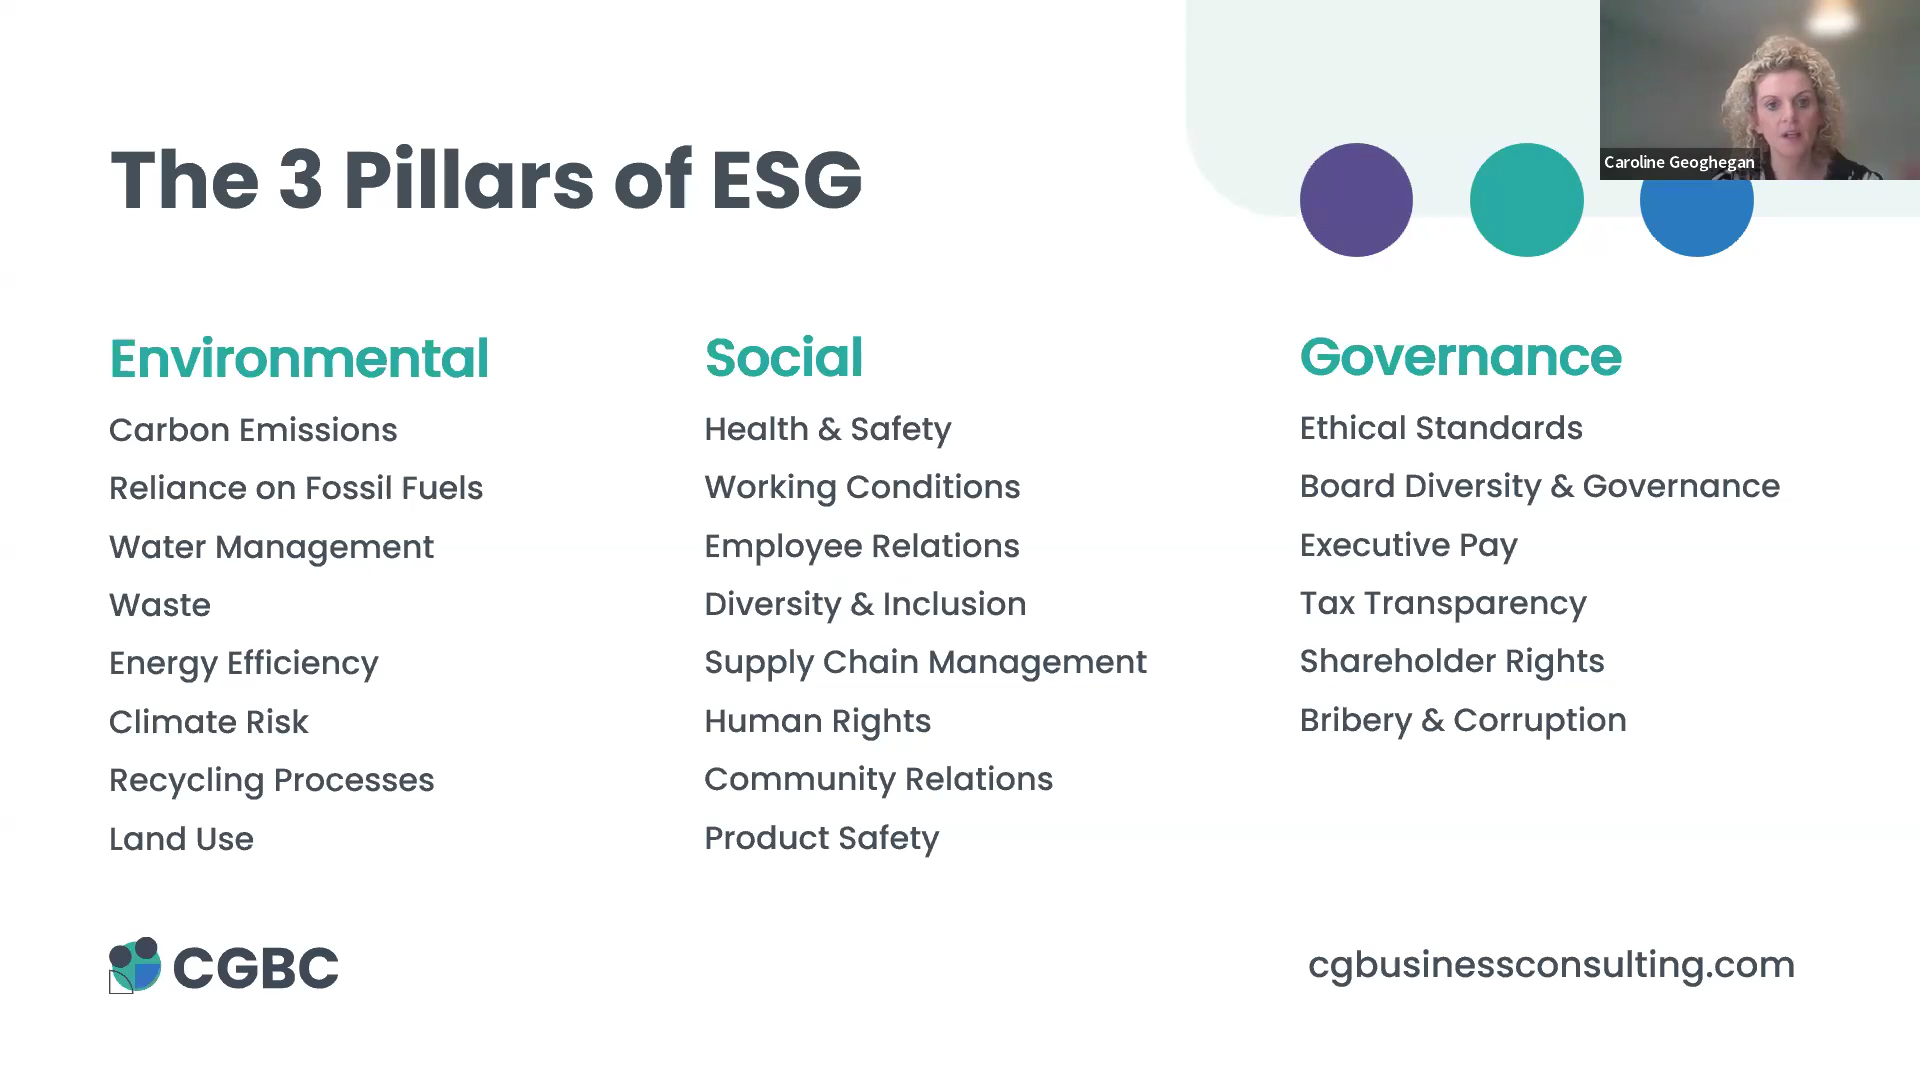 Caroline Geoghegan
The 3 Pillars of ESG
Environmental
Carbon Emissions
Reliance on Fossil Fuels
Water Management
Waste
Energy Efficiency
Climate Risk
Recycling Processes
Land Use
Social
Health & Safety
Working Conditions
Employee Relations
Diversity & Inclusion
Supply Chain Management
Human Rights
Community Relations
Product Safety
Governance
Ethical Standards
Board Diversity & Governance
Executive Pay
Tax Transparency
Shareholder Rights
Bribery & Corruption
CGBC
cgbusinessconsulting.com